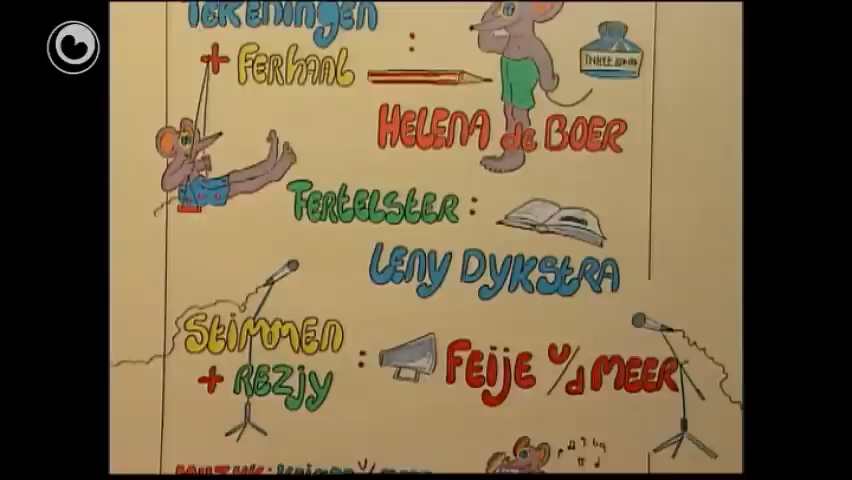 Tekeningen
+ Ferhaal :
HELENA de BOER
Fertelster :
Leny Dykstra
Stimmen
+ Rezjy :
Feije v/d Meer